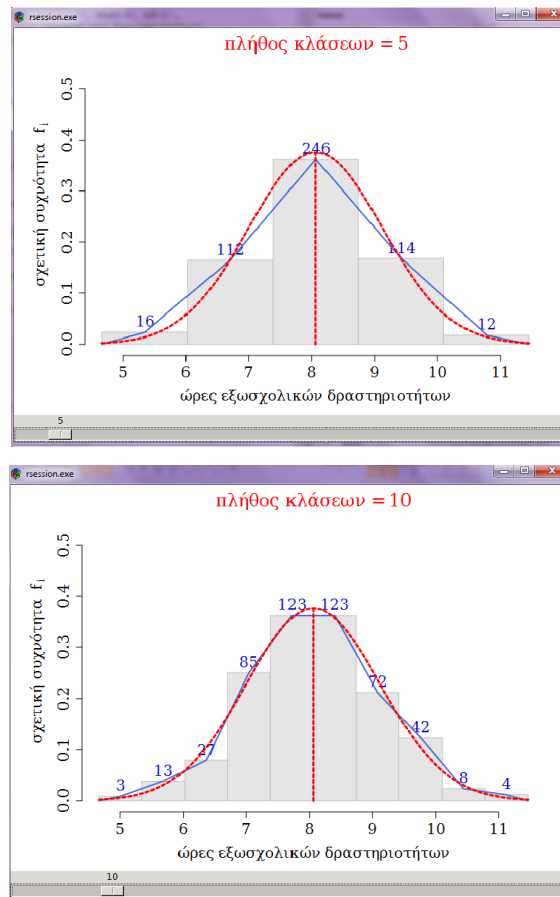 rsession.exe
πλήθος κλάσεων = 5
σχετική συχνότητα f i
0.0 0.1 0.2 0.3 0.4 0.5
16 112 246 114 12
5 6 7 8 9 10 11
ώρες εξωσχολικών δραστηριοτήτων
5
rsession.exe
πλήθος κλάσεων = 10
σχετική συχνότητα f i
0.0 0.1 0.2 0.3 0.4 0.5
3 13 27 85 123 123 72 42 8 4
5 6 7 8 9 10 11
ώρες εξωσχολικών δραστηριοτήτων
10